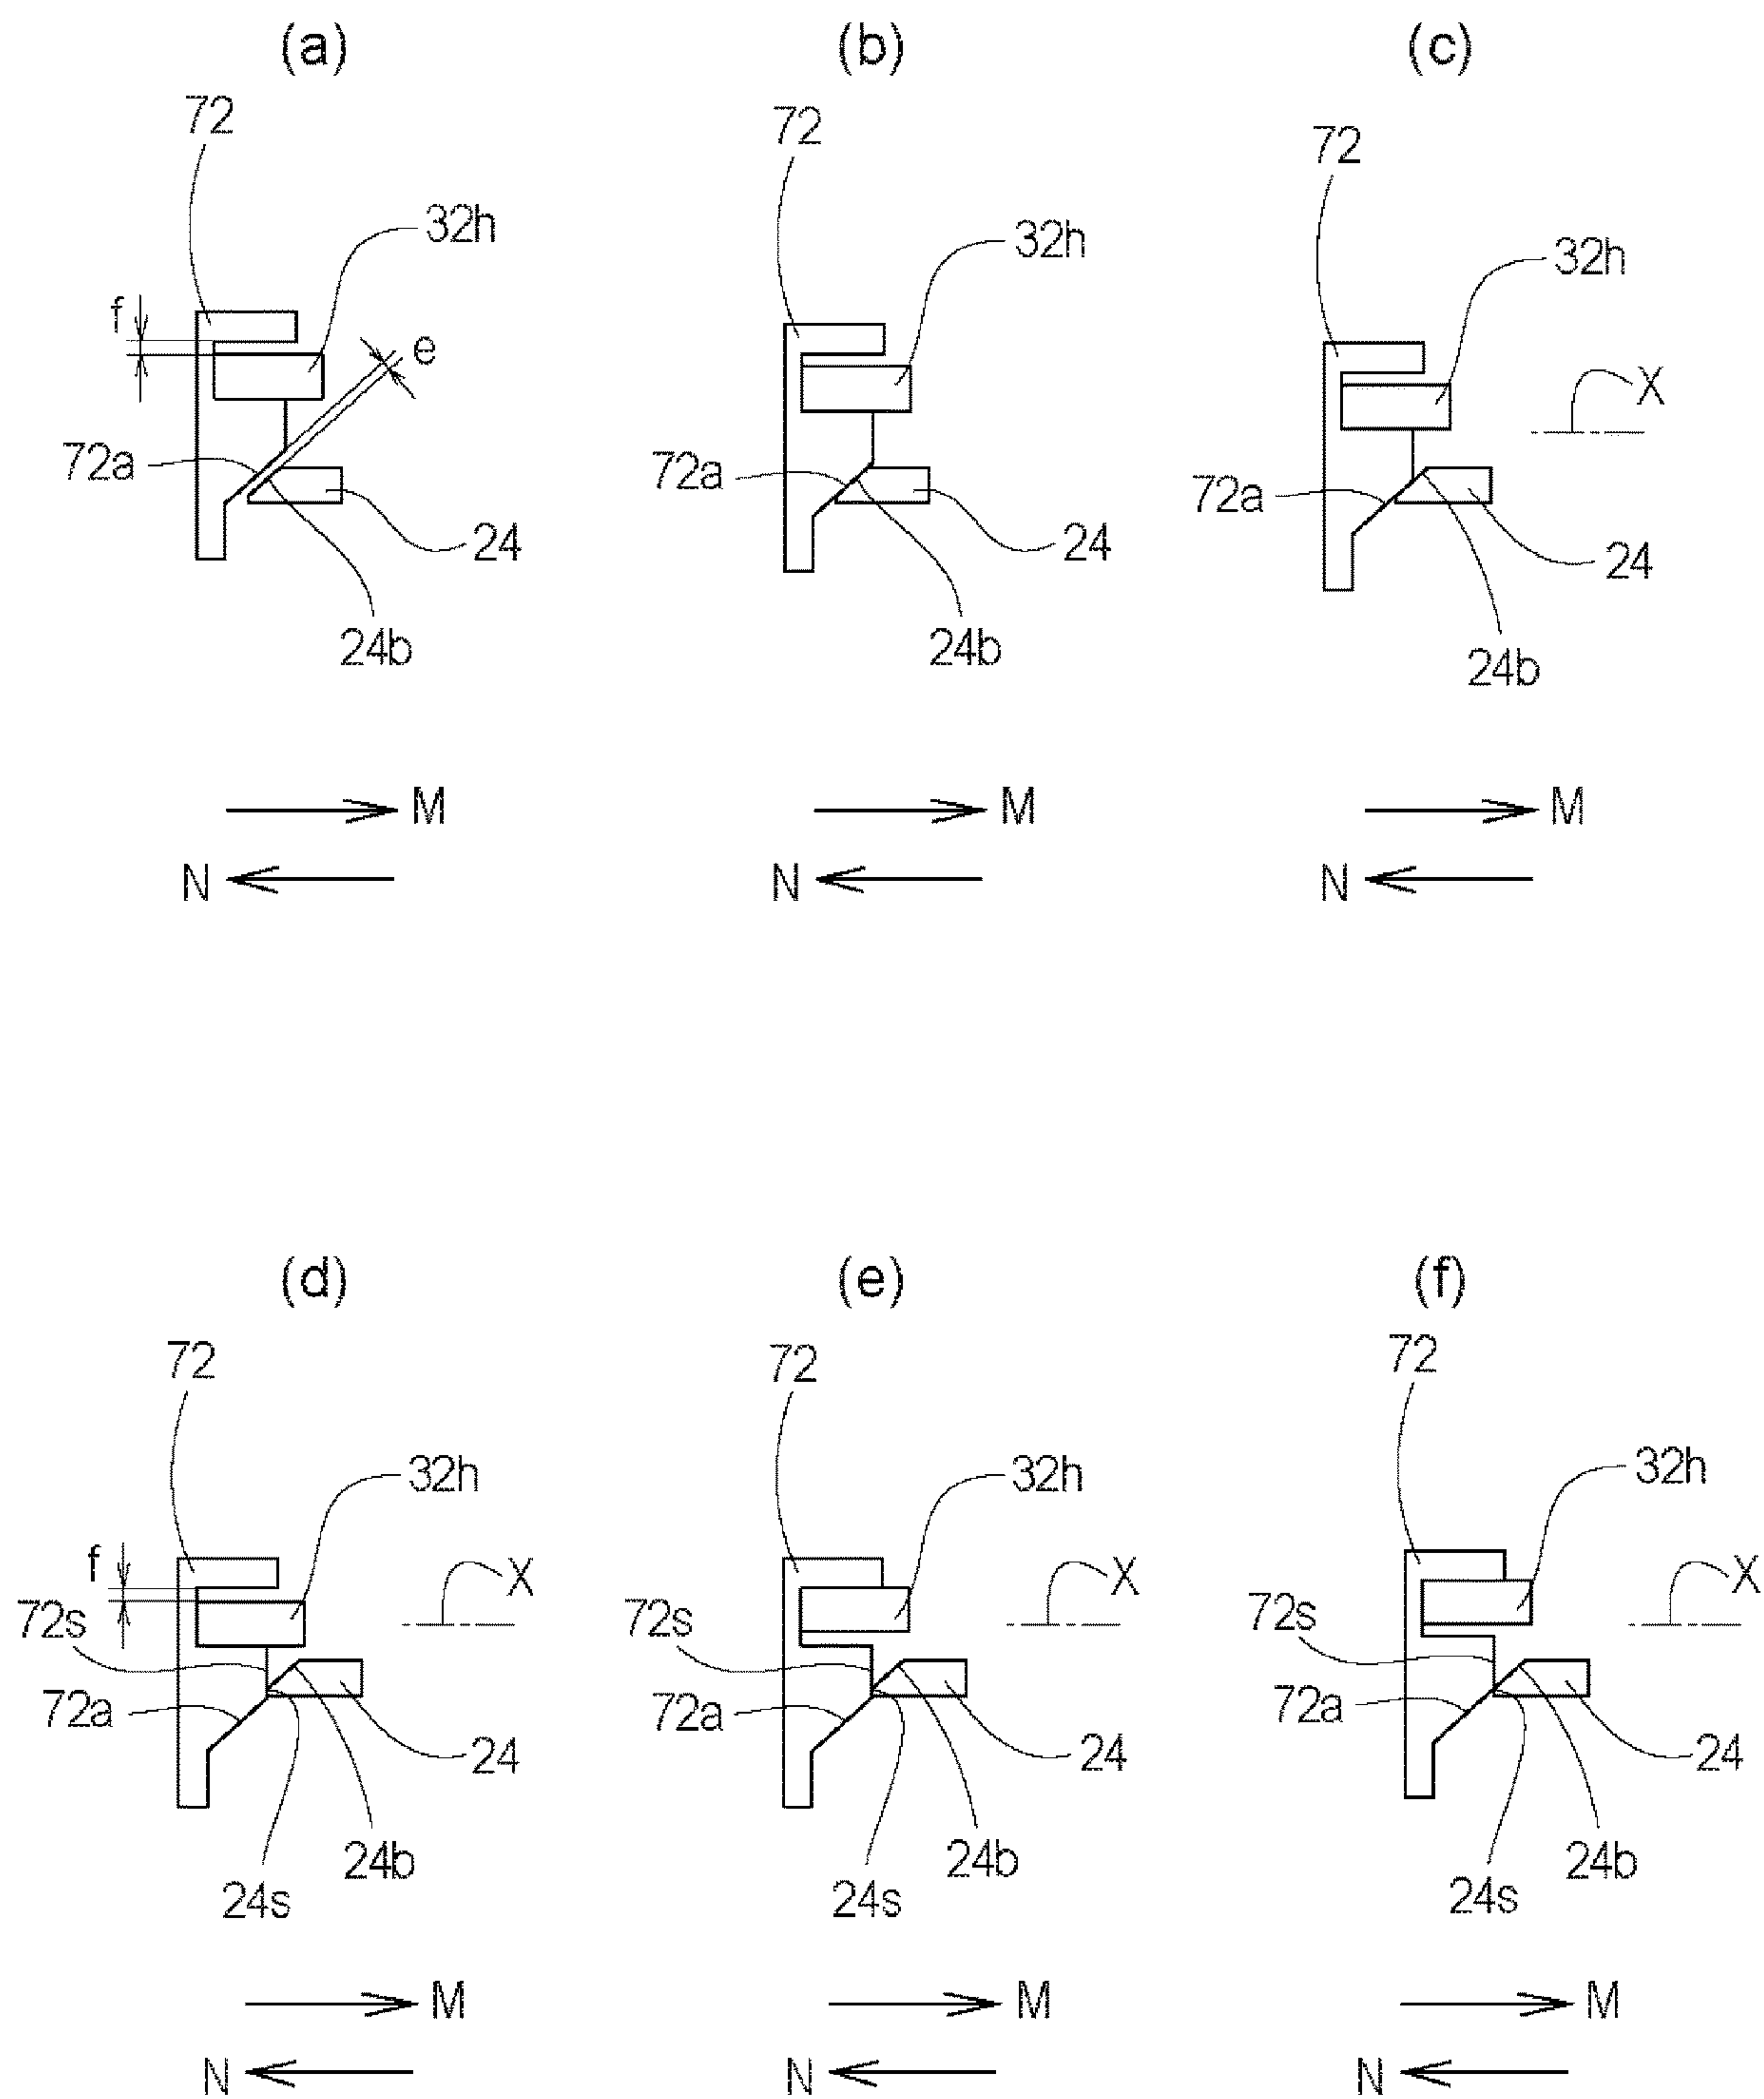 (a) (b) (c)
72 72 72
32h 32h 32h
f
e
X
72a 72a 72a
24 24 24
24b 24b 24b
M M M
N N N
(d) (e) (f)
72 72 72
32h 32h 32h
f
X X X
72s 72s 72s
72a 72a 72a
24 24 24
24b 24b 24b
24s 24s 24s
M M M
N N N